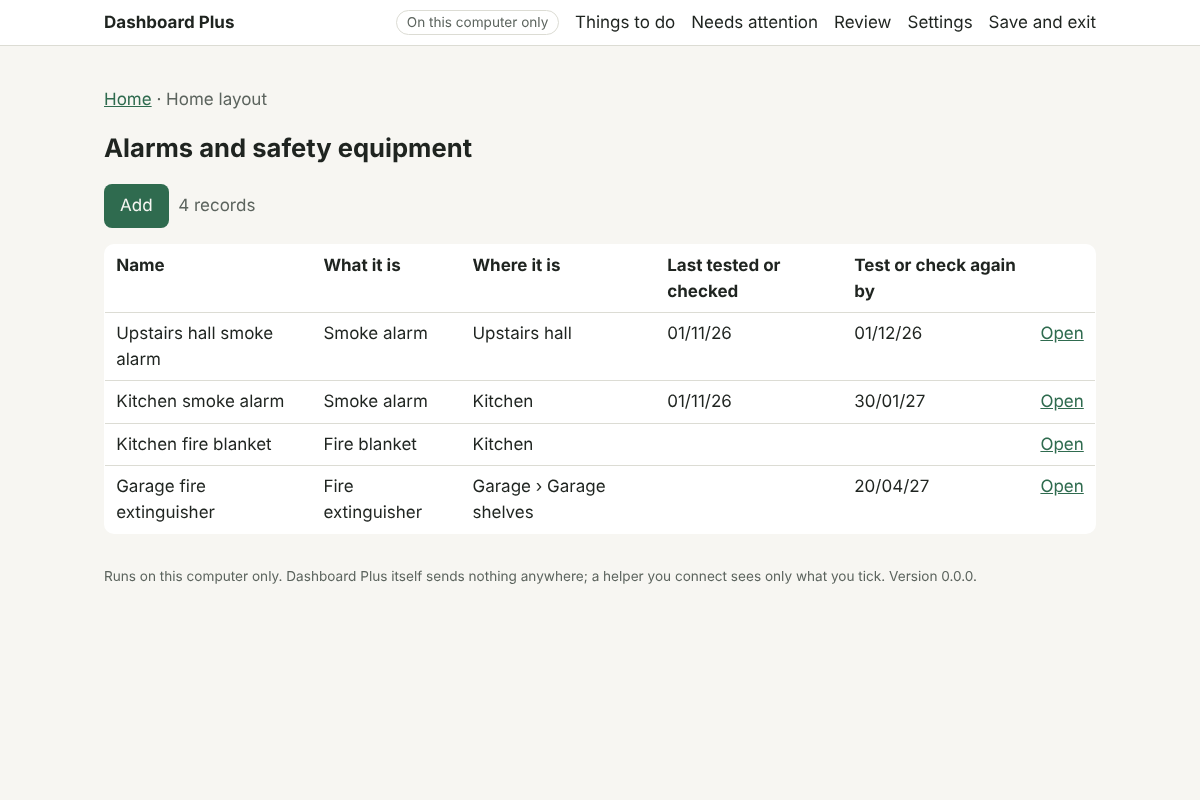 Dashboard Plus
On this computer only
Things to do
Needs attention
Review
Settings
Save and exit
Home · Home layout
Alarms and safety equipment
Add
4 records
Name
What it is
Where it is
Last tested or
checked
Test or check again
by
Upstairs hall smoke
alarm
Smoke alarm
Upstairs hall
01/11/26
01/12/26
Open
Kitchen smoke alarm
Smoke alarm
Kitchen
01/11/26
30/01/27
Open
Kitchen fire blanket
Fire blanket
Kitchen
Open
Garage fire
extinguisher
Fire
extinguisher
Garage › Garage
shelves
20/04/27
Open
Runs on this computer only. Dashboard Plus itself sends nothing anywhere; a helper you connect sees only what you tick. Version 0.0.0.